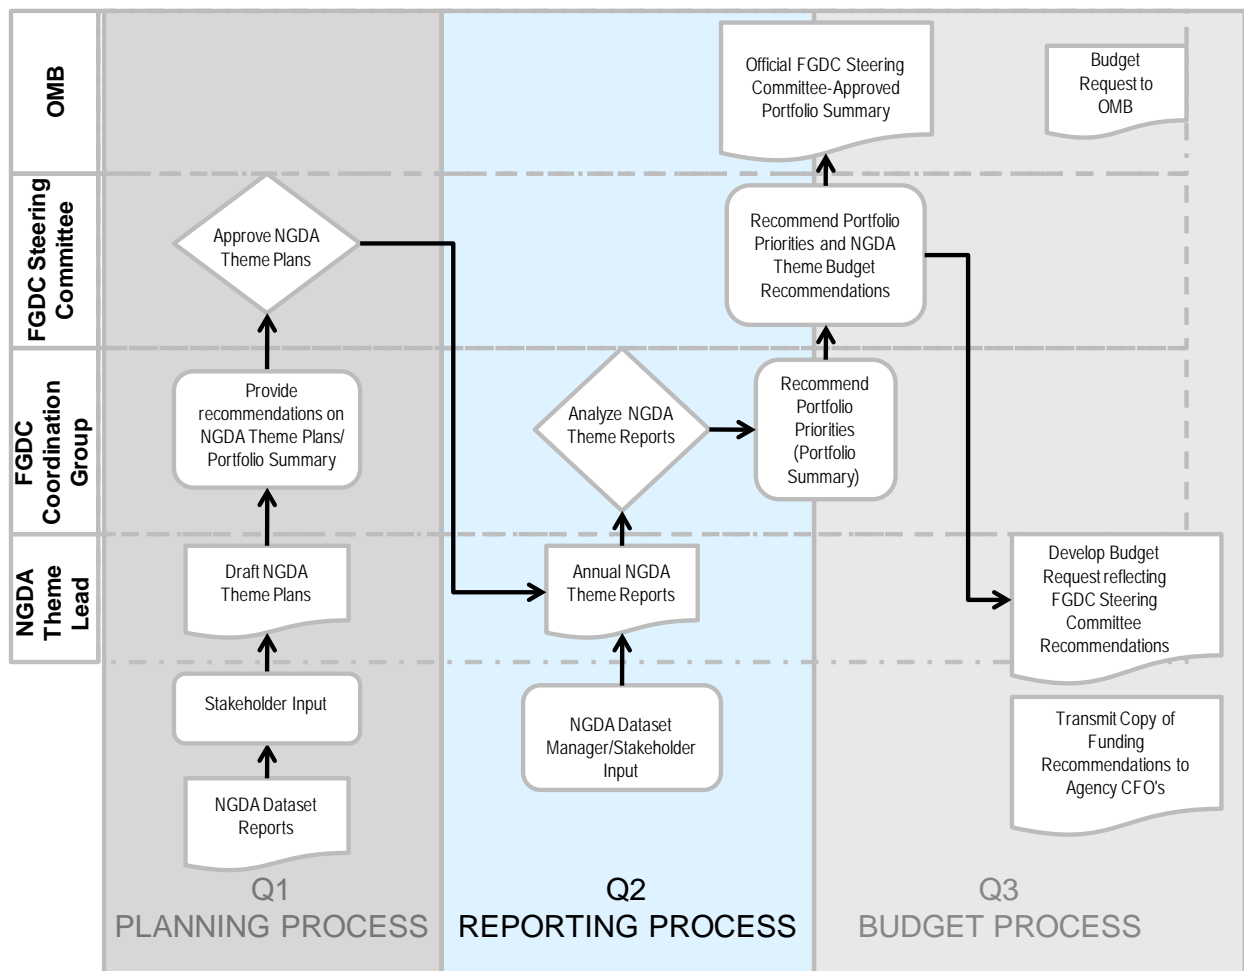 OMB
Official FGDC Steering
Committee-Approved
Portfolio Summary
Budget
Request to
OMB
FGDC Steering
Committee
Approve NGDA
Theme Plans
Recommend Portfolio
Priorities and NGDA
Theme Budget
Recommendations
FGDC
Coordination
Group
Provide
recommendations on
NGDA Theme Plans/
Portfolio Summary
Analyze NGDA
Theme Reports
Recommend
Portfolio
Priorities
(Portfolio
Summary)
NGDA
Theme
Lead
Draft NGDA
Theme Plans
Annual NGDA
Theme Reports
Develop Budget
Request reflecting
FGDC Steering
Committee
Recommendations
Stakeholder Input
NGDA Dataset
Manager/Stakeholder
Input
Transmit Copy of
Funding
Recommendations to
Agency CFO's
NGDA Dataset
Reports
Q1
PLANNING PROCESS
Q2
REPORTING PROCESS
Q3
BUDGET PROCESS